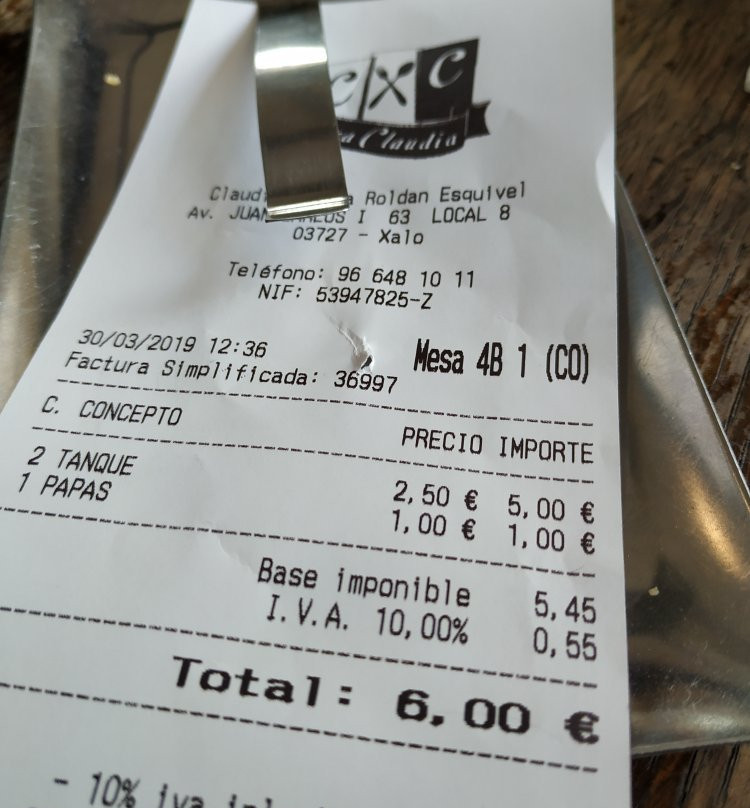 C C
Claudia
Roldan Esquivel
Av. JUAN CARLOS I 63 LOCAL 8
03727 - Xalo
Teléfono: 96 648 10 11
NIF: 53947825-Z
30/03/2019 12:36 Mesa 4B 1 (CO)
Factura Simplificada: 36997
C. CONCEPTO PRECIO IMPORTE
2 TANQUE 2,50 € 5,00 €
1 PAPAS 1,00 € 1,00 €
Base imponible 5,45
I.V.A. 10,00% 0,55
Total: 6,00 €
- 10% iva